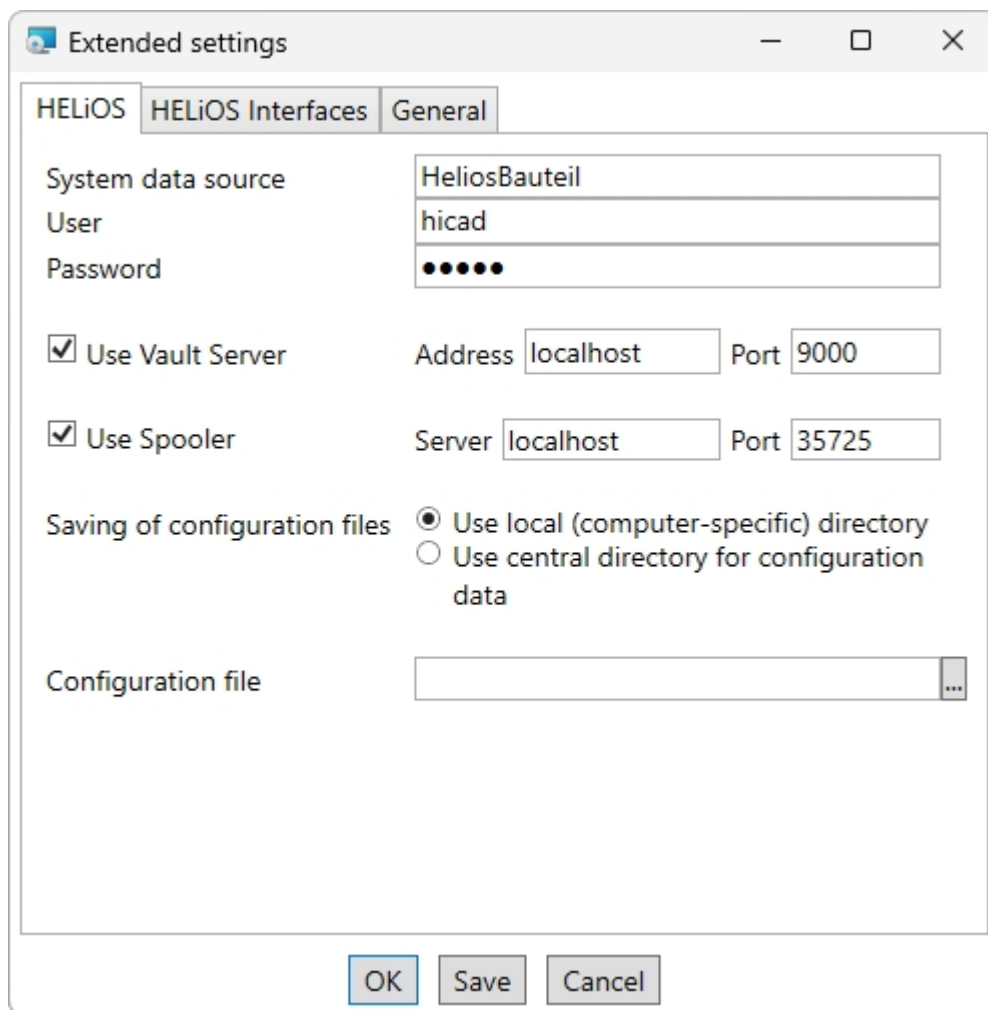 Extended settings
HELiOS HELiOS Interfaces General
System data source HeliosBauteil
User hicad
Password ●●●●●
Use Vault Server Address localhost Port 9000
Use Spooler Server localhost Port 35725
Saving of configuration files Use local (computer-specific) directory
Use central directory for configuration
data
Configuration file ...
OK Save Cancel